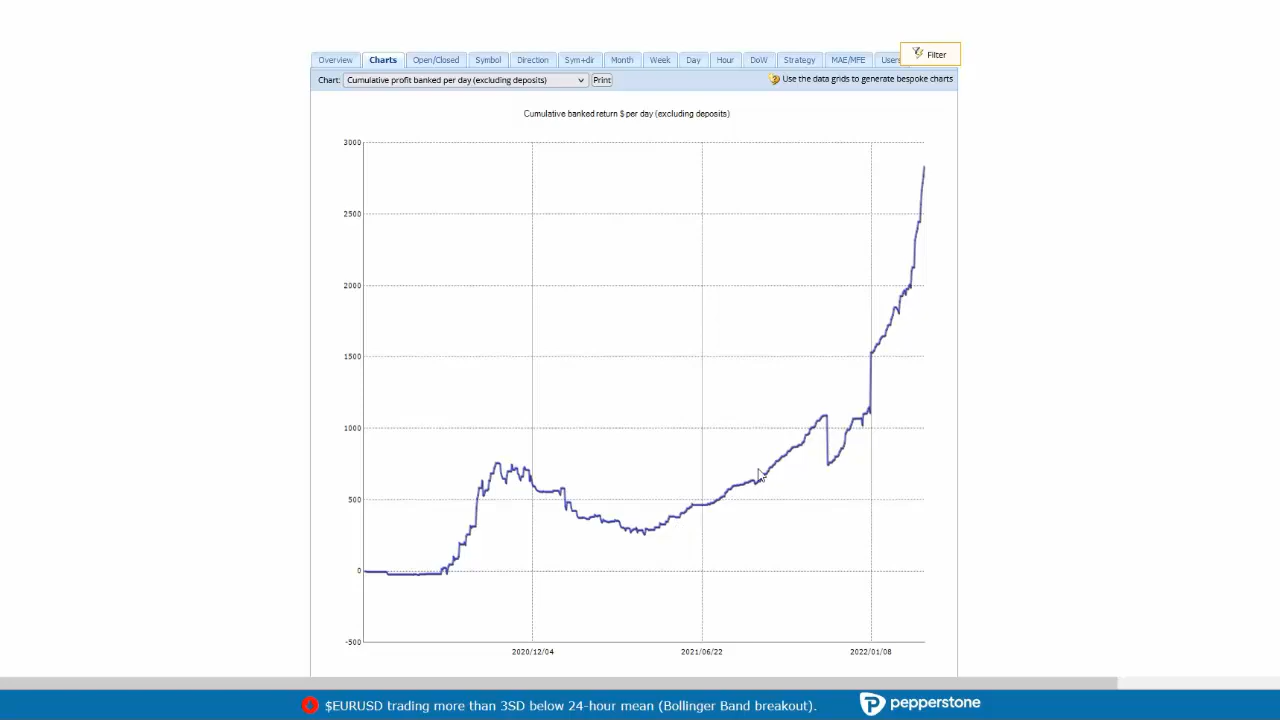 Filter
Overview Charts Open/Closed Symbol Direction Sym+dir Month Week Day Hour DoW Strategy MAE/MFE Users
Chart: Cumulative profit banked per day (excluding deposits) Print Use the data grids to generate bespoke charts
Cumulative banked return $ per day (excluding deposits)
3000
2500
2000
1500
1000
500
0
-500
2020/12/04 2021/06/22 2022/01/08
$EURUSD trading more than 3SD below 24-hour mean (Bollinger Band breakout). pepperstone